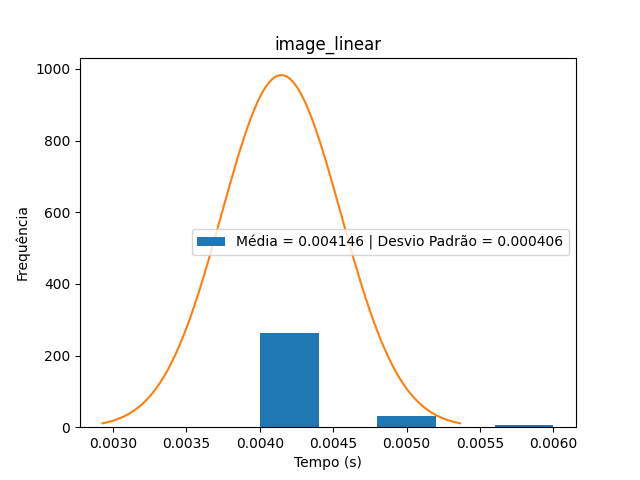 image_linear
1000
800
600
400
200
0
Frequência
Média = 0.004146 | Desvio Padrão = 0.000406
0.0030 0.0035 0.0040 0.0045 0.0050 0.0055 0.0060
Tempo (s)